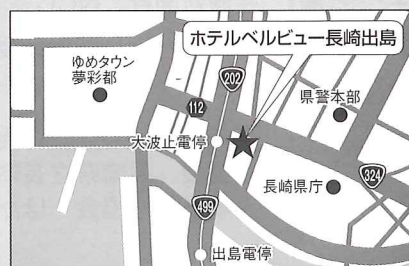 ホテルベルビュー長崎出島
ゆめタウン
夢彩都
202
112
県警本部
大波止電停
長崎県庁
324
499
出島電停